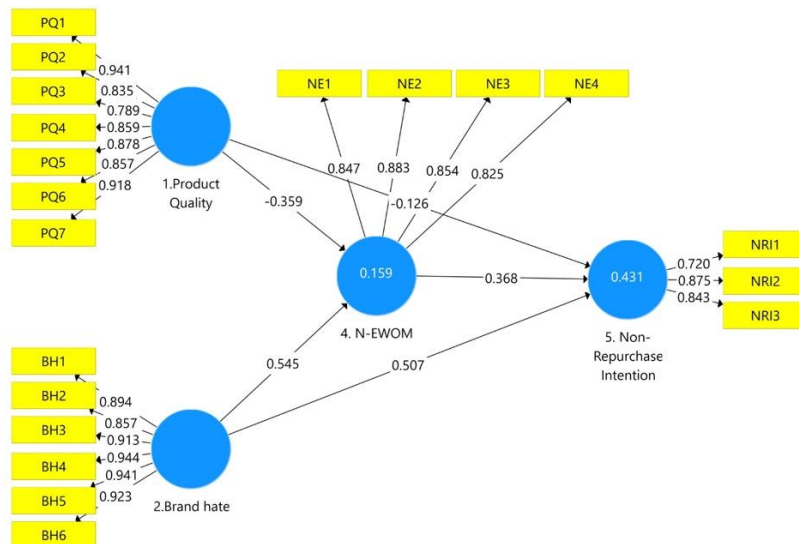 PQ1
PQ2
PQ3
PQ4
PQ5
PQ6
PQ7
0.941
0.835
0.789
0.859
0.878
0.857
0.918
1.Product
Quality
NE1
NE2
NE3
NE4
0.847
0.883
0.854
0.825
-0.359
-0.126
0.159
4. N-EWOM
0.368
0.431
5. Non-
Repurchase
Intention
0.720
0.875
0.843
NRI1
NRI2
NRI3
0.545
0.507
BH1
BH2
BH3
BH4
BH5
BH6
0.894
0.857
0.913
0.944
0.941
0.923
2.Brand hate